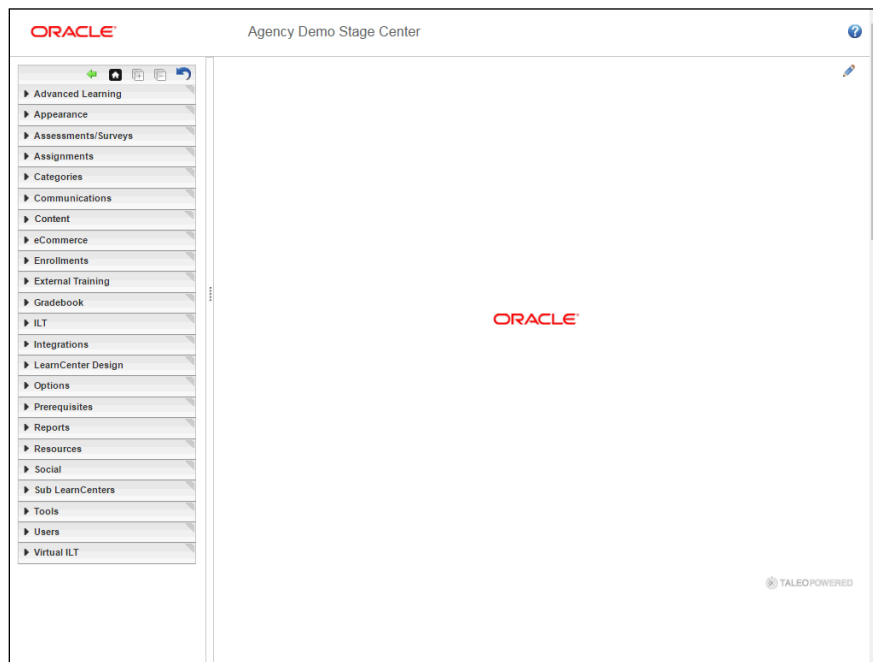 ORACLE®
Agency Demo Stage Center
?
Advanced Learning
Appearance
Assessments/Surveys
Assignments
Categories
Communications
Content
eCommerce
Enrollments
External Training
Gradebook
ILT
Integrations
LearnCenter Design
Options
Prerequisites
Reports
Resources
Social
Sub LearnCenters
Tools
Users
Virtual ILT
ORACLE®
TALEOPOWERED